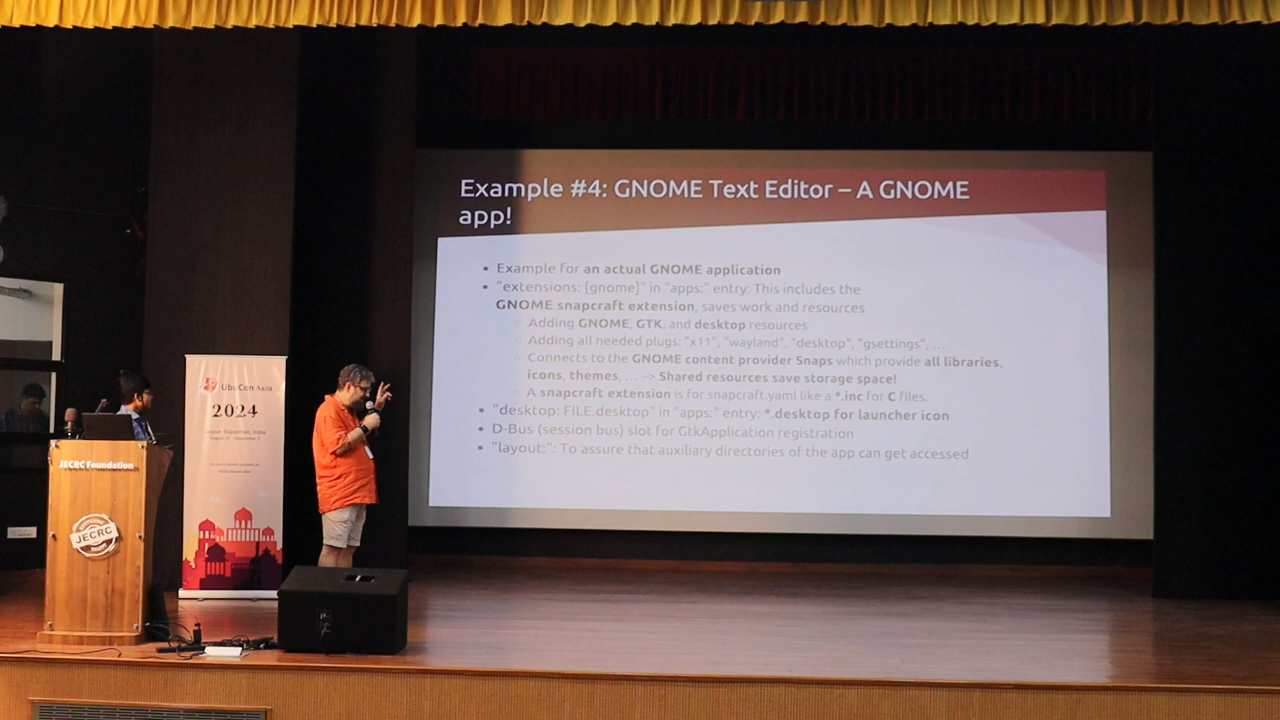 Example #4: GNOME Text Editor – A GNOME
app!
• Example for an actual GNOME application
• "extensions: [gnome]" in "apps:" entry: This includes the
GNOME snapcraft extension, saves work and resources
○ Adding GNOME, GTK, and desktop resources
○ Adding all needed plugs: "x11", "wayland", "desktop", "gsettings", …
○ Connects to the GNOME content provider Snaps which provide all libraries,
icons, themes, … –> Shared resources save storage space!
○ A snapcraft extension is for snapcraft.yaml like a *.inc for C files.
• "desktop: FILE.desktop" in "apps:" entry: *.desktop for launcher icon
• D-Bus (session bus) slot for GtkApplication registration
• "layout:": To assure that auxiliary directories of the app can get accessed
UbuCon Asia
2024
Jaipur, Rajasthan, India
JECRC Foundation
JECRC